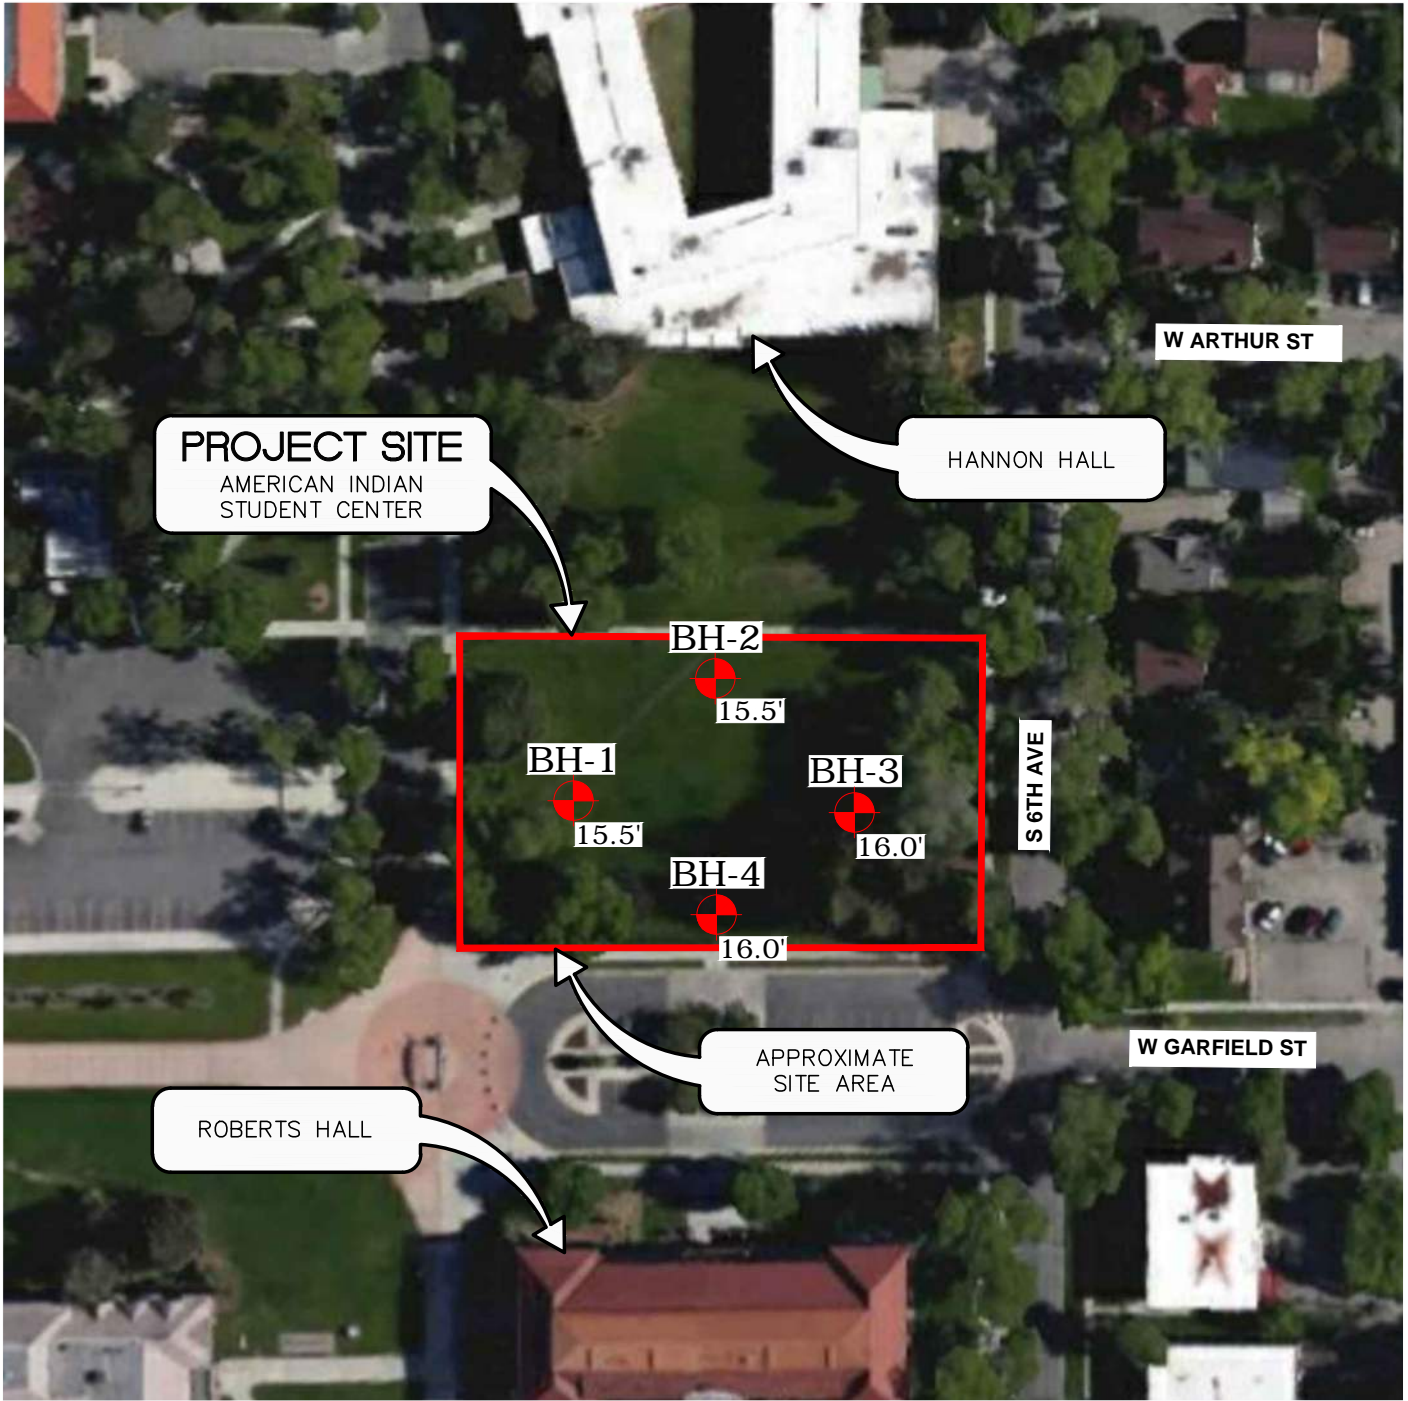 W ARTHUR ST
PROJECT SITE
AMERICAN INDIAN
STUDENT CENTER
HANNON HALL
BH-2
15.5'
BH-1
15.5'
BH-3
16.0'
S 6TH AVE
BH-4
16.0'
APPROXIMATE
SITE AREA
W GARFIELD ST
ROBERTS HALL